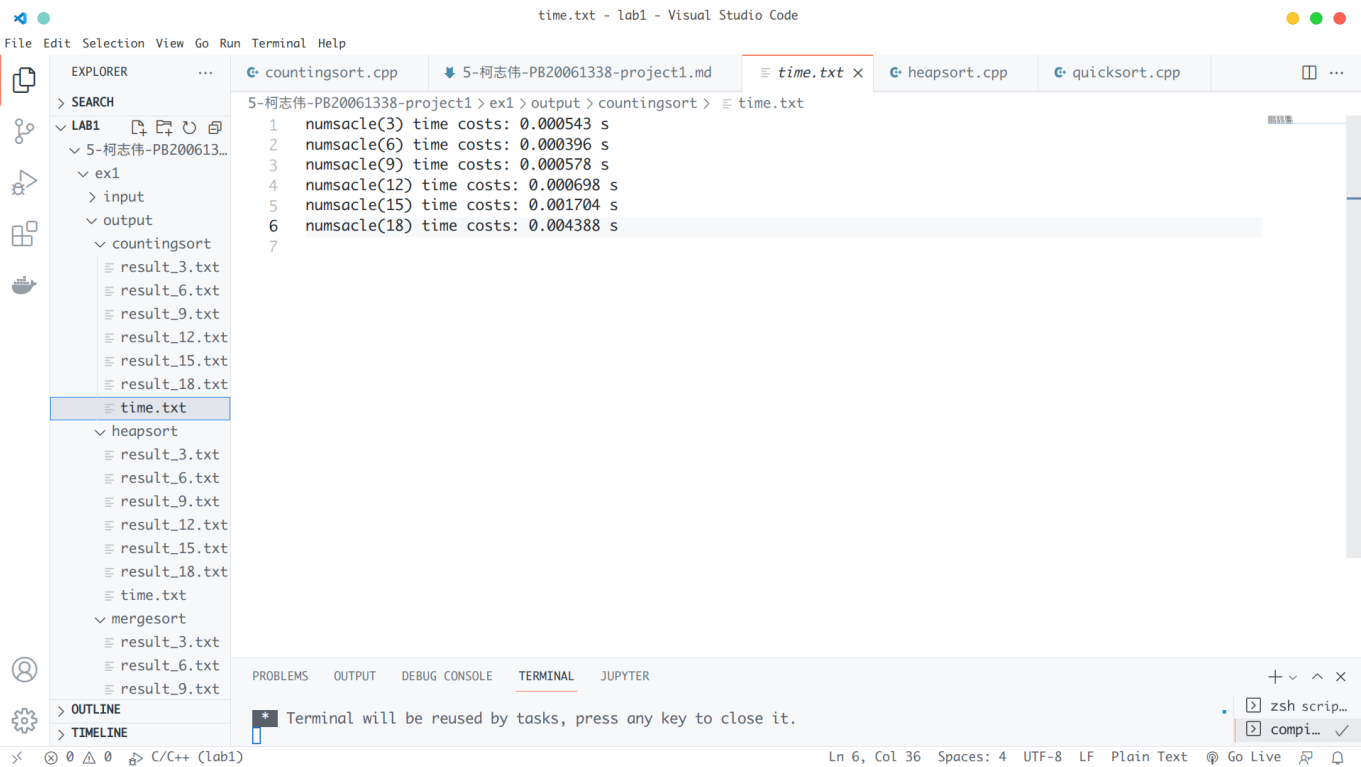 time.txt - lab1 - Visual Studio Code
File Edit Selection View Go Run Terminal Help
EXPLORER
SEARCH
LAB1
5-柯志伟-PB200613...
ex1
input
output
countingsort
result_3.txt
result_6.txt
result_9.txt
result_12.txt
result_15.txt
result_18.txt
time.txt
heapsort
result_3.txt
result_6.txt
result_9.txt
result_12.txt
result_15.txt
result_18.txt
time.txt
mergesort
result_3.txt
result_6.txt
result_9.txt
OUTLINE
TIMELINE
countingsort.cpp 5-柯志伟-PB20061338-project1.md time.txt heapsort.cpp quicksort.cpp
5-柯志伟-PB20061338-project1 > ex1 > output > countingsort > time.txt
1 numsacle(3) time costs: 0.000543 s
2 numsacle(6) time costs: 0.000396 s
3 numsacle(9) time costs: 0.000578 s
4 numsacle(12) time costs: 0.000698 s
5 numsacle(15) time costs: 0.001704 s
6 numsacle(18) time costs: 0.004388 s
7
PROBLEMS OUTPUT DEBUG CONSOLE TERMINAL JUPYTER
* Terminal will be reused by tasks, press any key to close it.
zsh scrip...
compi...
0 0 C/C++ (lab1) Ln 6, Col 36 Spaces: 4 UTF-8 LF Plain Text Go Live